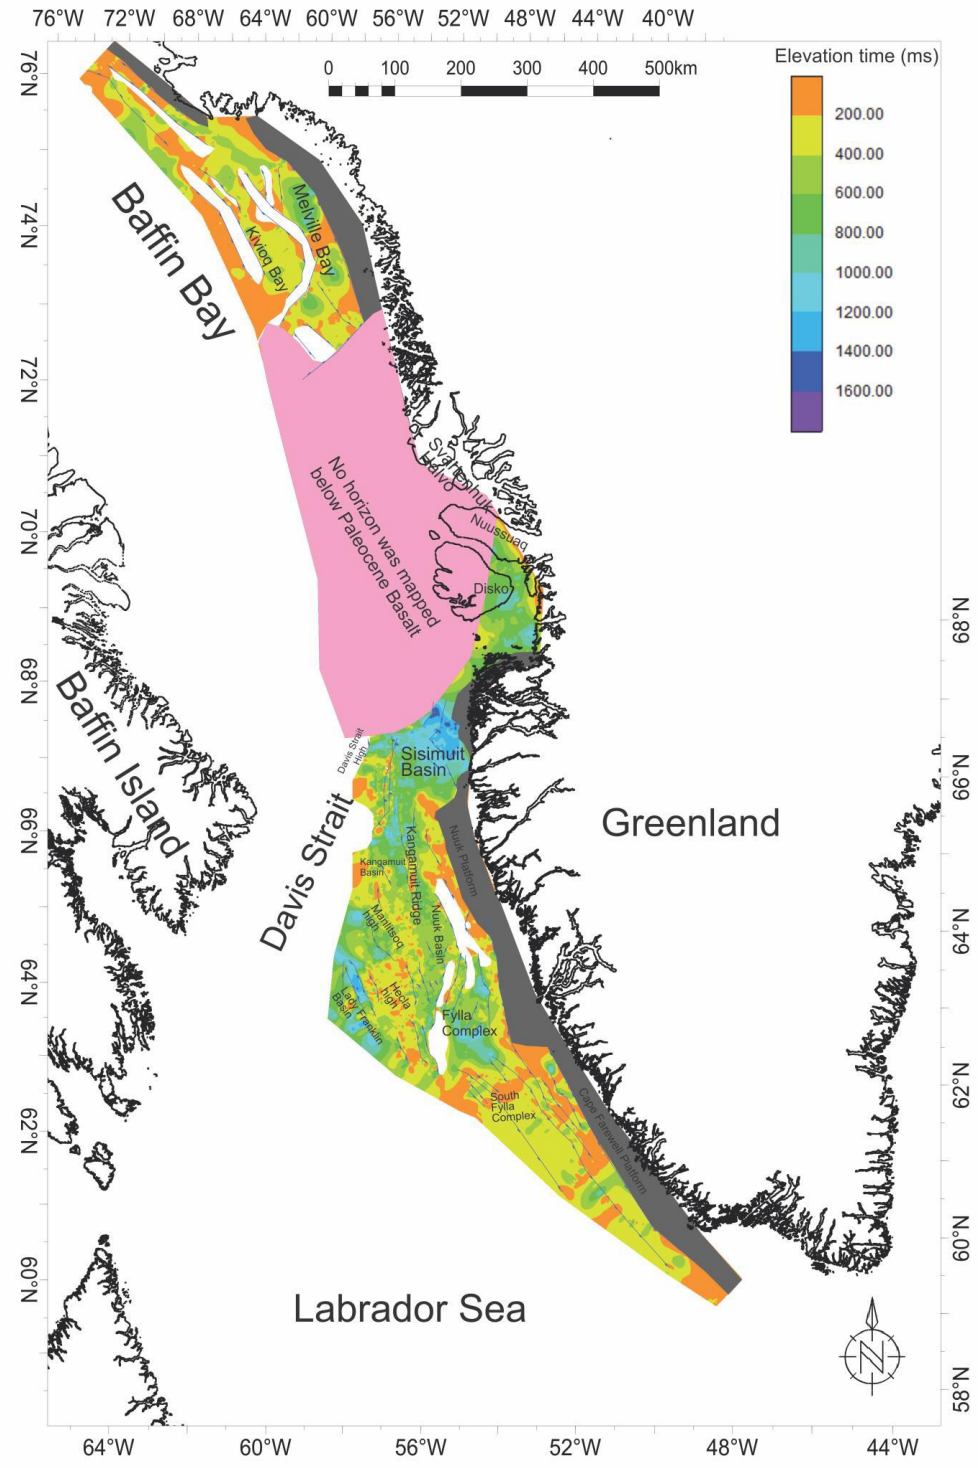 76°W 72°W 68°W 64°W 60°W 56°W 52°W 48°W 44°W 40°W
Elevation time (ms)
0 100 200 300 400 500km
200.00
400.00
600.00
800.00
1000.00
1200.00
1400.00
1600.00
76°N
74°N
72°N
70°N
68°N
66°N
64°N
62°N
60°N
68°N
66°N
64°N
62°N
60°N
58°N
Baffin Bay
Melville Bay
Kivioq Bay
Svartenhuk
Halvo
No horizon was mapped
below Paleocene Basalt
Nuussuaq
Disko
Baffin Island
Davis Strait
High
Sisimuit
Basin
Davis Strait
Greenland
Nuuk Platform
Kangamuit Ridge
Kangamuit
Basin
Maniitsoq
high
Nuuk Basin
Hecla
high
Lady Franklin
Basin
Fylla
Complex
South
Fylla
Complex
Cape Farewell Platform
Labrador Sea
N
64°W 60°W 56°W 52°W 48°W 44°W